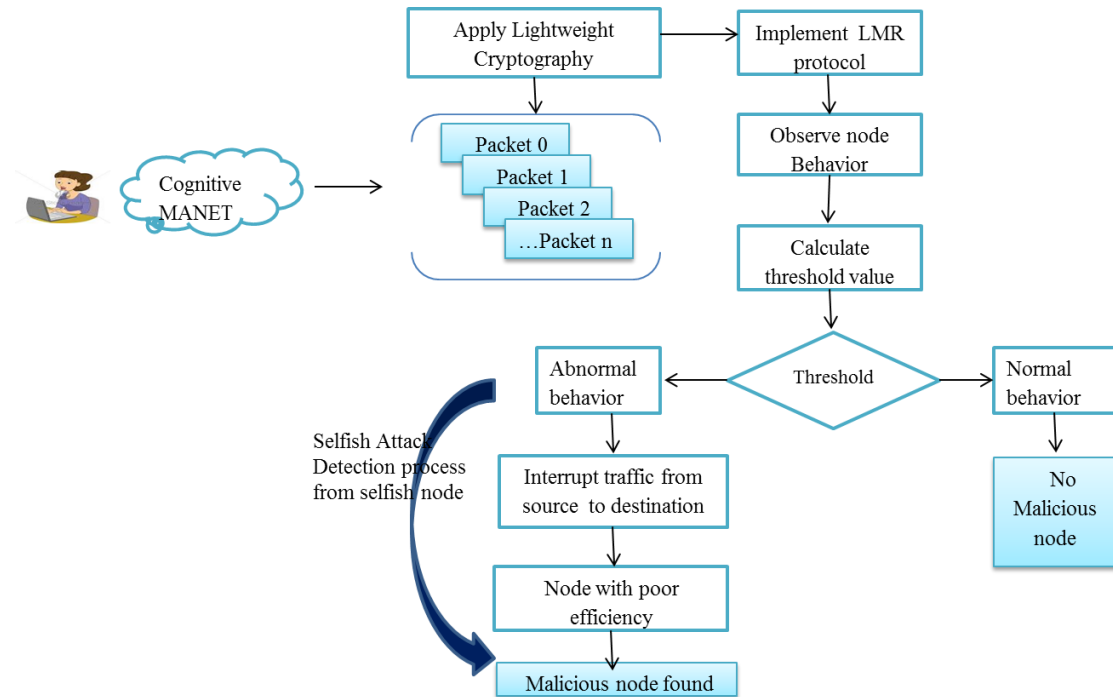 Apply Lightweight
Cryptography
Implement LMR
protocol
Packet 0
Packet 1
Packet 2
…Packet n
Cognitive
MANET
Observe node
Behavior
Calculate
threshold value
Threshold
Abnormal
behavior
Normal
behavior
Selfish Attack
Detection process
from selfish node
Interrupt traffic from
source to destination
No
Malicious
node
Node with poor
efficiency
Malicious node found